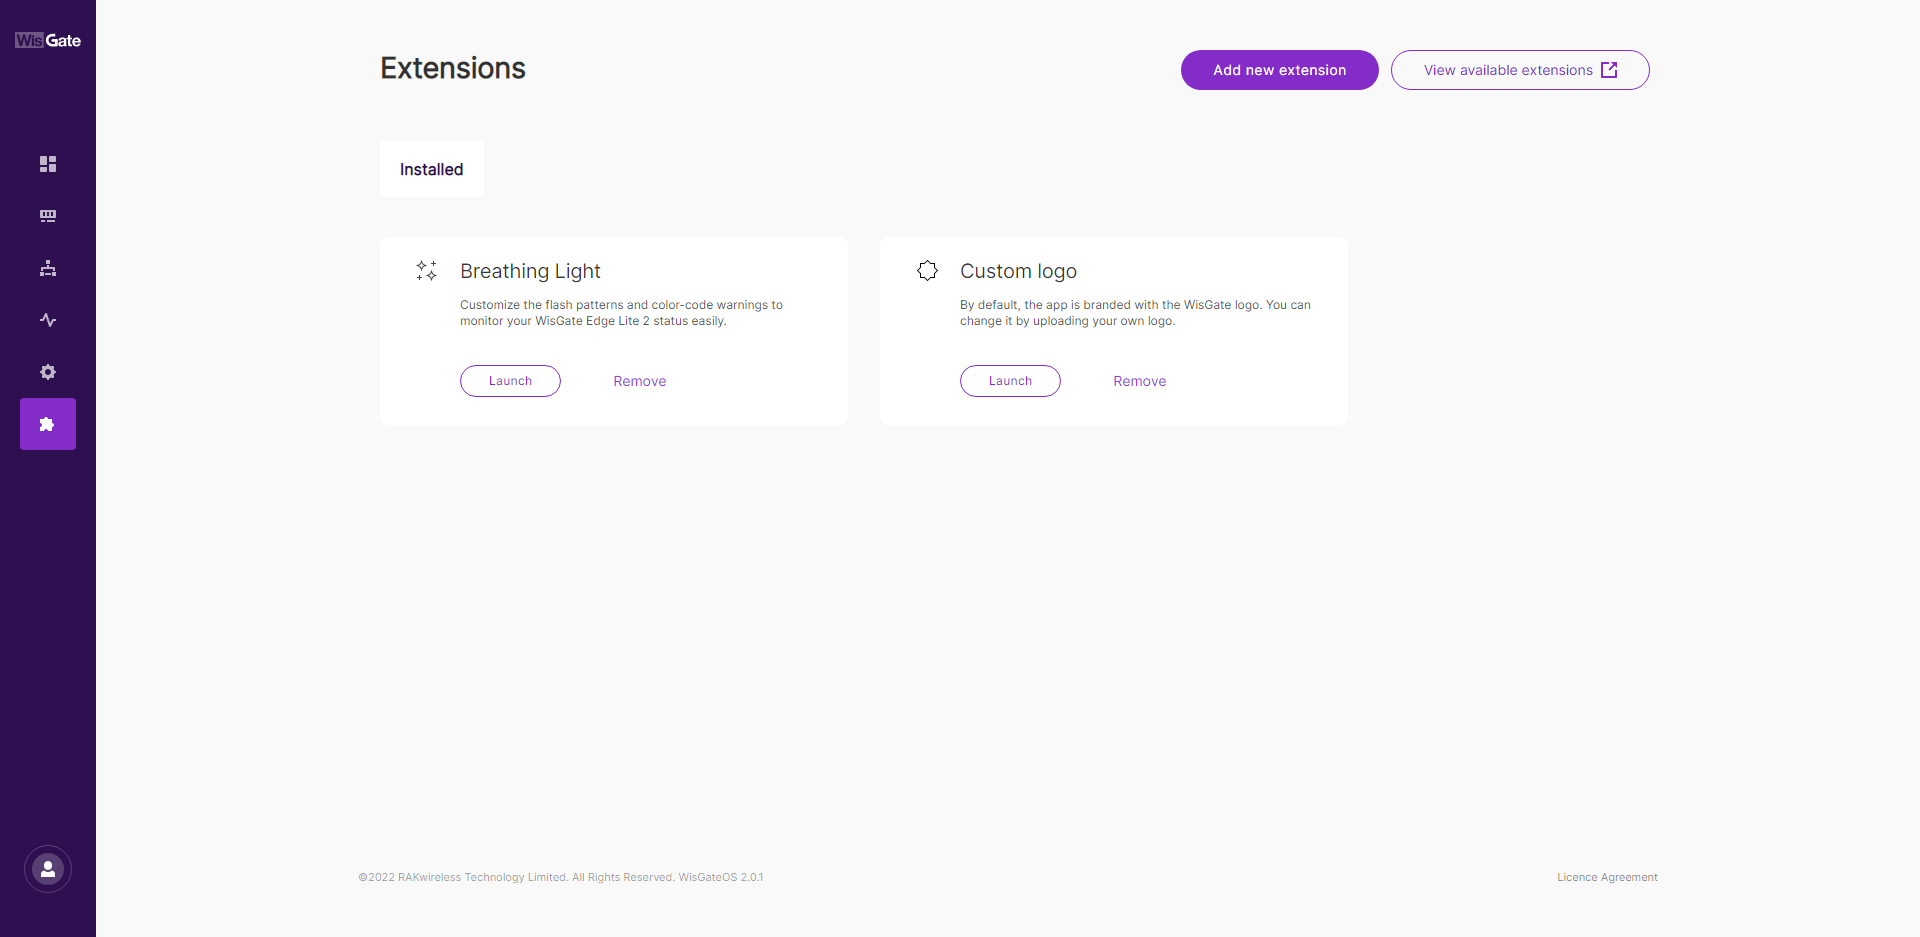 WisGate
Extensions
Add new extension
View available extensions
Installed
Breathing Light
Customize the flash patterns and color-code warnings to
monitor your WisGate Edge Lite 2 status easily.
Launch
Remove
Custom logo
By default, the app is branded with the WisGate logo. You can
change it by uploading your own logo.
Launch
Remove
©2022 RAKwireless Technology Limited. All Rights Reserved. WisGateOS 2.0.1
Licence Agreement